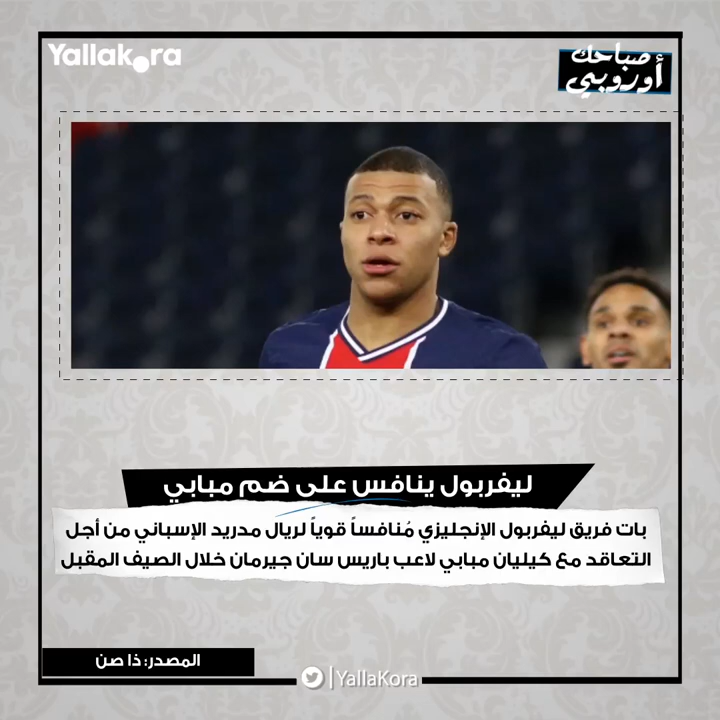 Yallakora
صباحك
أوروبي
ليفربول ينافس على ضم مبابي
بات فريق ليفربول الإنجليزي مُنافساً قوياً لريال مدريد الإسباني من أجل
التعاقد مع كيليان مبابي لاعب باريس سان جيرمان خلال الصيف المقبل
المصدر: ذا صن
YallaKora